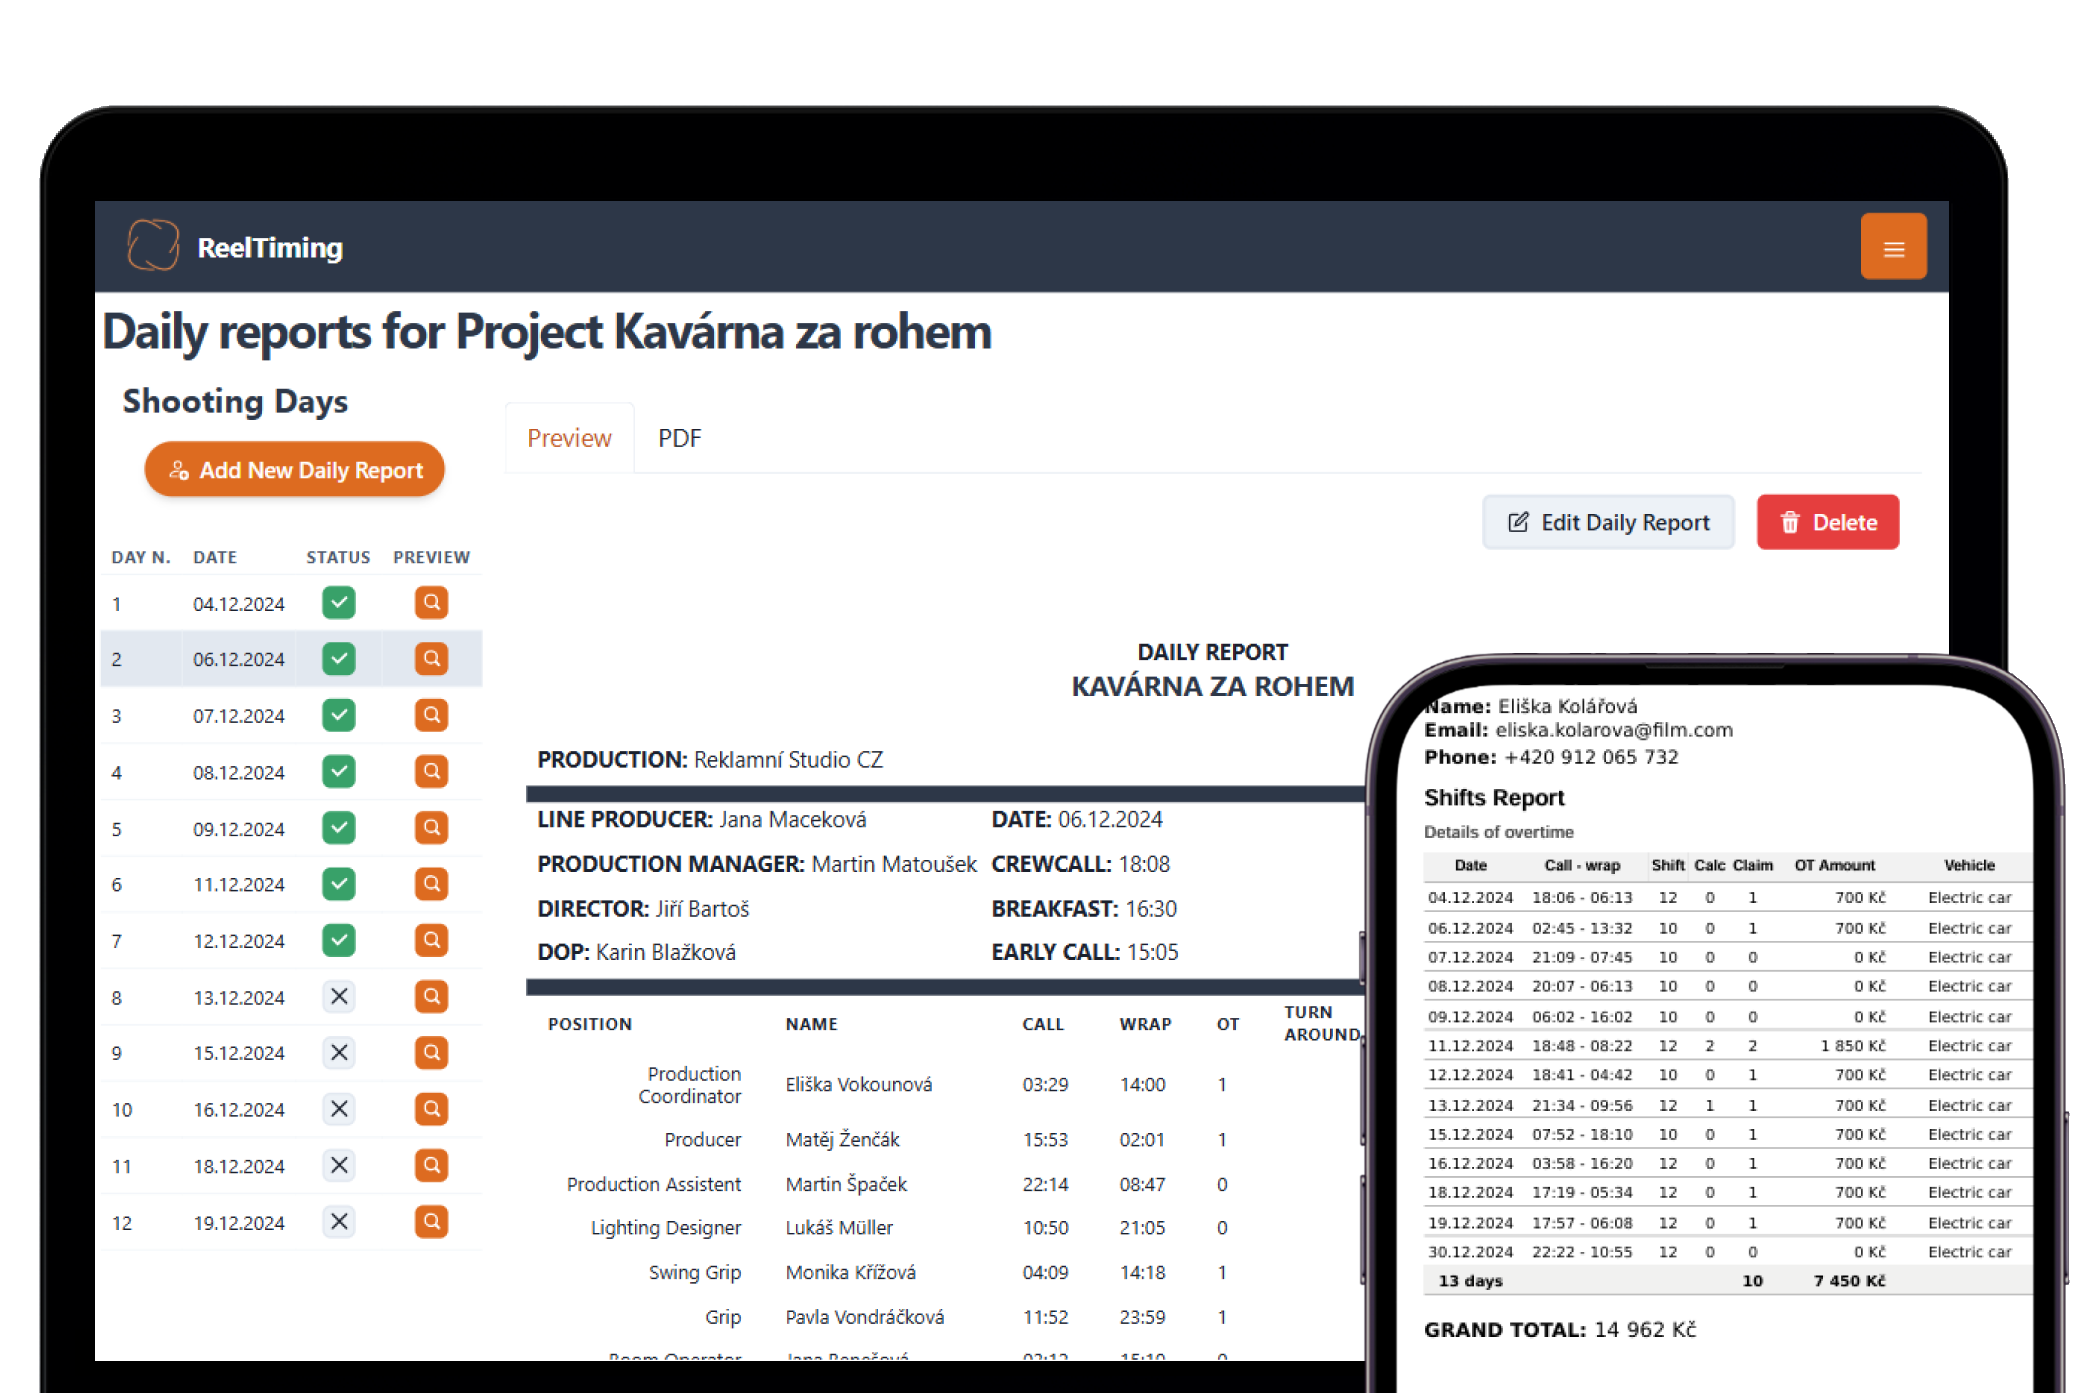 ReelTiming
Daily reports for Project Kavárna za rohem
Shooting Days
Add New Daily Report
DAY N. DATE STATUS PREVIEW
1 04.12.2024
2 06.12.2024
3 07.12.2024
4 08.12.2024
5 09.12.2024
6 11.12.2024
7 12.12.2024
8 13.12.2024
9 15.12.2024
10 16.12.2024
11 18.12.2024
12 19.12.2024
Preview PDF
Edit Daily Report Delete
DAILY REPORT
KAVÁRNA ZA ROHEM
PRODUCTION: Reklamní Studio CZ
LINE PRODUCER: Jana Maceková DATE: 06.12.2024
PRODUCTION MANAGER: Martin Matoušek CREWCALL: 18:08
DIRECTOR: Jiří Bartoš BREAKFAST: 16:30
DOP: Karin Blažková EARLY CALL: 15:05
POSITION NAME CALL WRAP OT TURN AROUND
Production Coordinator Eliška Vokounová 03:29 14:00 1
Producer Matěj Ženčák 15:53 02:01 1
Production Assistent Martin Špaček 22:14 08:47 0
Lighting Designer Lukáš Müller 10:50 21:05 0
Swing Grip Monika Křížová 04:09 14:18 1
Grip Pavla Vondráčková 11:52 23:59 1
Boom Operator Jana Benešová
Name: Eliška Kolářová
Email: eliska.kolarova@film.com
Phone: +420 912 065 732
Shifts Report
Details of overtime
Date Call - wrap Shift Calc Claim OT Amount Vehicle
04.12.2024 18:06 - 06:13 12 0 1 700 Kč Electric car
06.12.2024 02:45 - 13:32 10 0 1 700 Kč Electric car
07.12.2024 21:09 - 07:45 10 0 0 0 Kč Electric car
08.12.2024 20:07 - 06:13 10 0 0 0 Kč Electric car
09.12.2024 06:02 - 16:02 10 0 0 0 Kč Electric car
11.12.2024 18:48 - 08:22 12 2 2 1 850 Kč Electric car
12.12.2024 18:41 - 04:42 10 0 1 700 Kč Electric car
13.12.2024 21:34 - 09:56 12 1 1 700 Kč Electric car
15.12.2024 07:52 - 18:10 10 0 1 700 Kč Electric car
16.12.2024 03:58 - 16:20 12 0 1 700 Kč Electric car
18.12.2024 17:19 - 05:34 12 0 1 700 Kč Electric car
19.12.2024 17:57 - 06:08 12 0 1 700 Kč Electric car
30.12.2024 22:22 - 10:55 12 0 0 0 Kč Electric car
13 days 10 7 450 Kč
GRAND TOTAL: 14 962 Kč